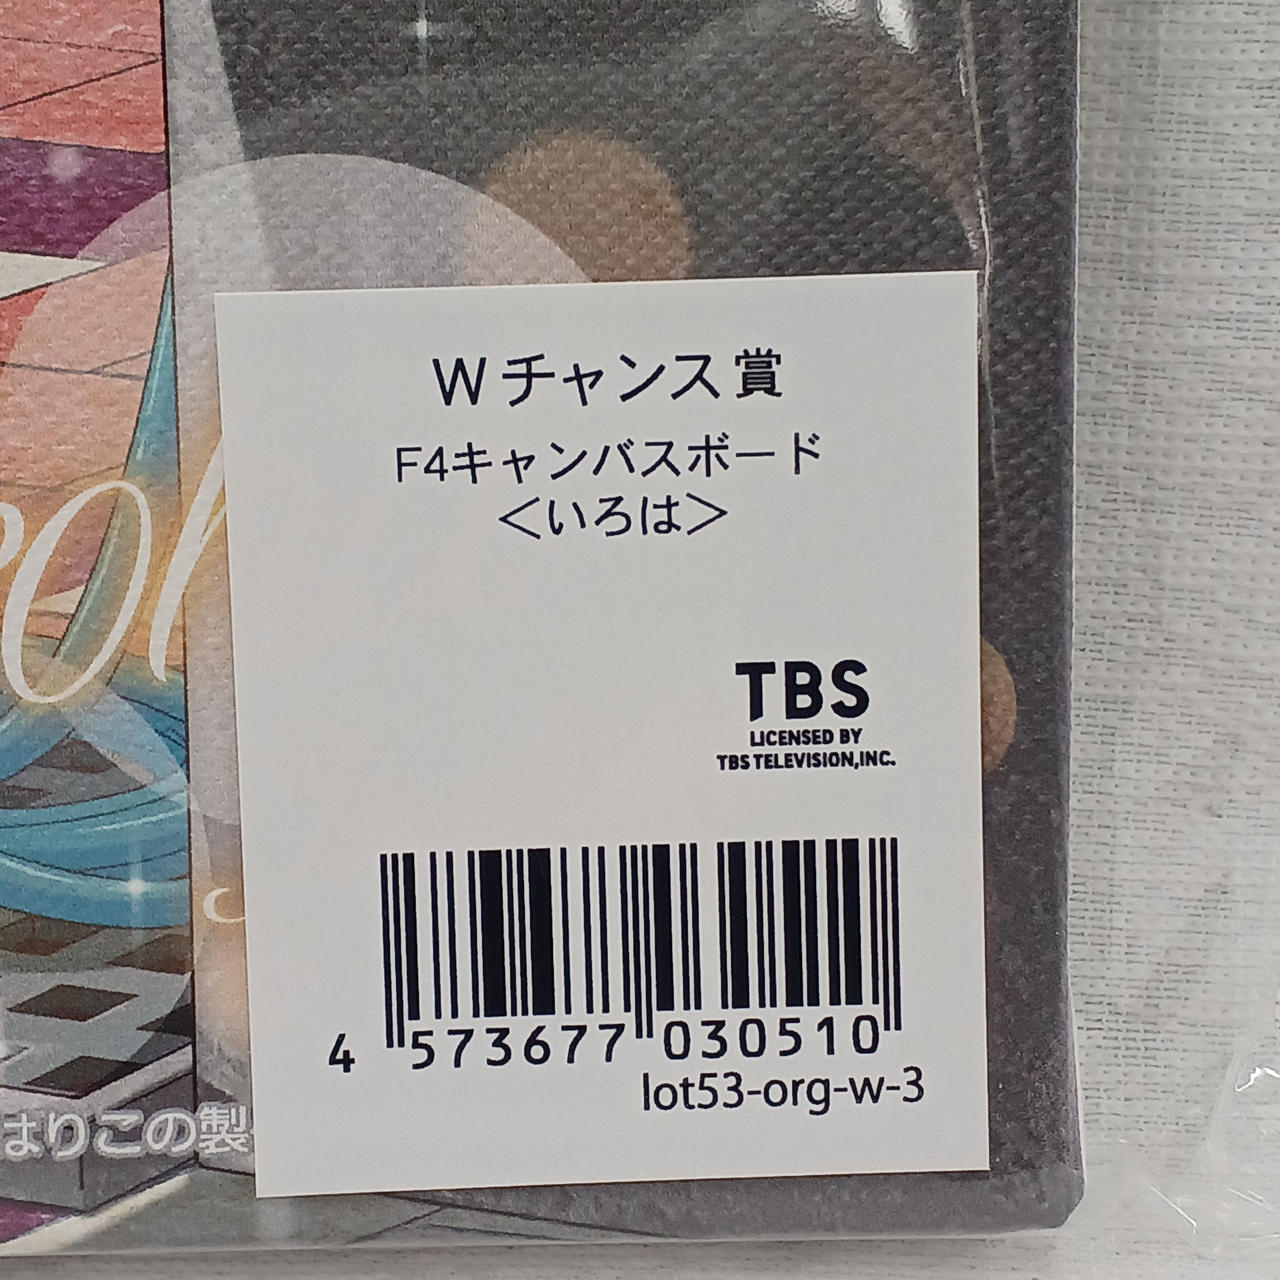 Wチャンス賞
F4キャンバスボード
<いろは>
TBS
LICENSED BY
TBS TELEVISION,INC.
4 573677 030510
lot53-org-w-3
はりこの製